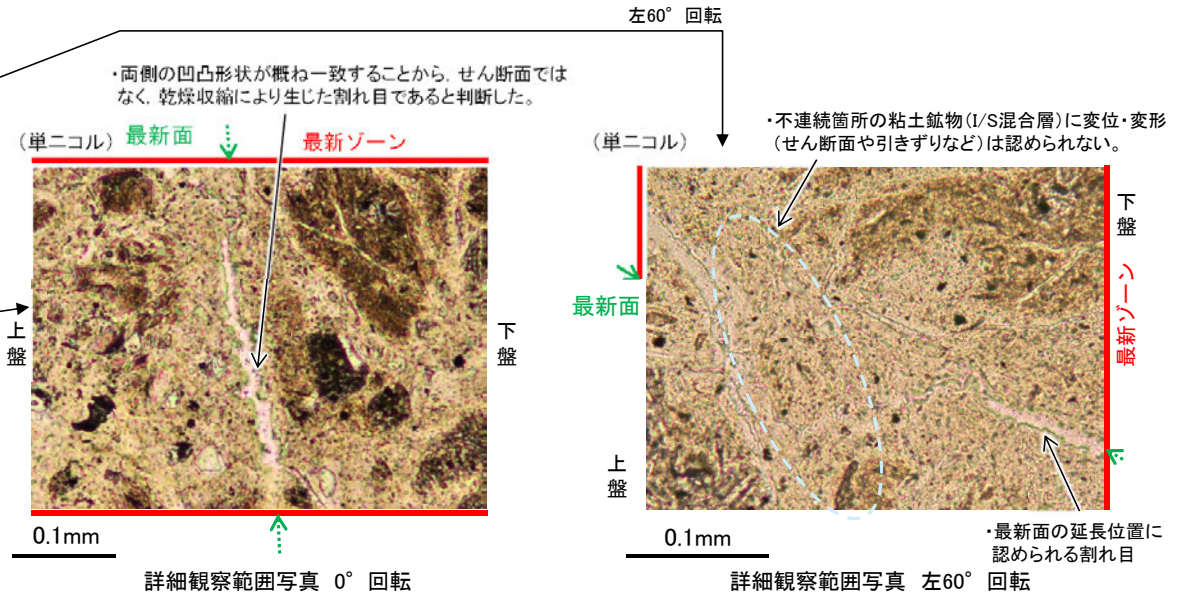 左60°回転
・両側の凹凸形状が概ね一致することから，せん断面では
なく，乾燥収縮により生じた割れ目であると判断した。
（単ニコル）
最新面
最新ゾーン
上
盤
下
盤
0.1mm
詳細観察範囲写真 0°回転
・不連続箇所の粘土鉱物(I/S混合層)に変位・変形
（せん断面や引きずりなど）は認められない。
（単ニコル）
最新面
下
盤
最新ゾーン
上
盤
・最新面の延長位置に
認められる割れ目
0.1mm
詳細観察範囲写真 左60°回転